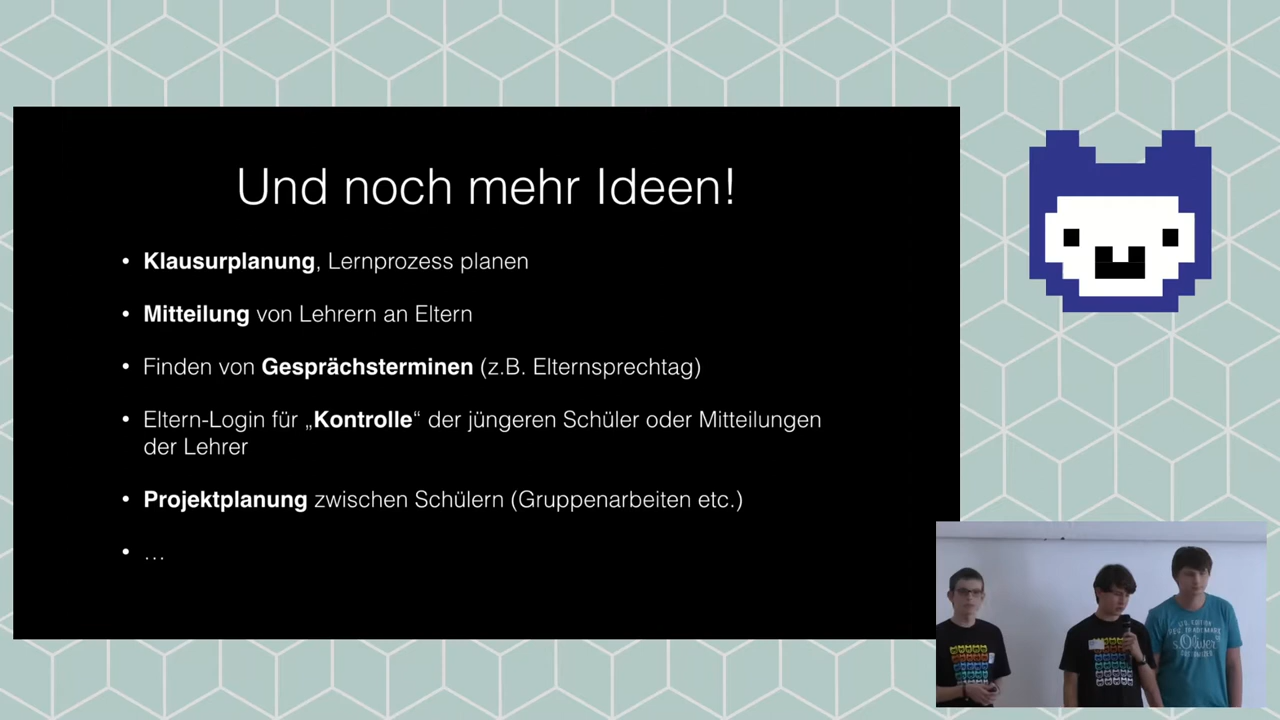 Und noch mehr Ideen!
• Klausurplanung, Lernprozess planen
• Mitteilung von Lehrern an Eltern
• Finden von Gesprächsterminen (z.B. Elternsprechtag)
• Eltern-Login für „Kontrolle“ der jüngeren Schüler oder Mitteilungen
der Lehrer
• Projektplanung zwischen Schülern (Gruppenarbeiten etc.)
• …
s.Oliver